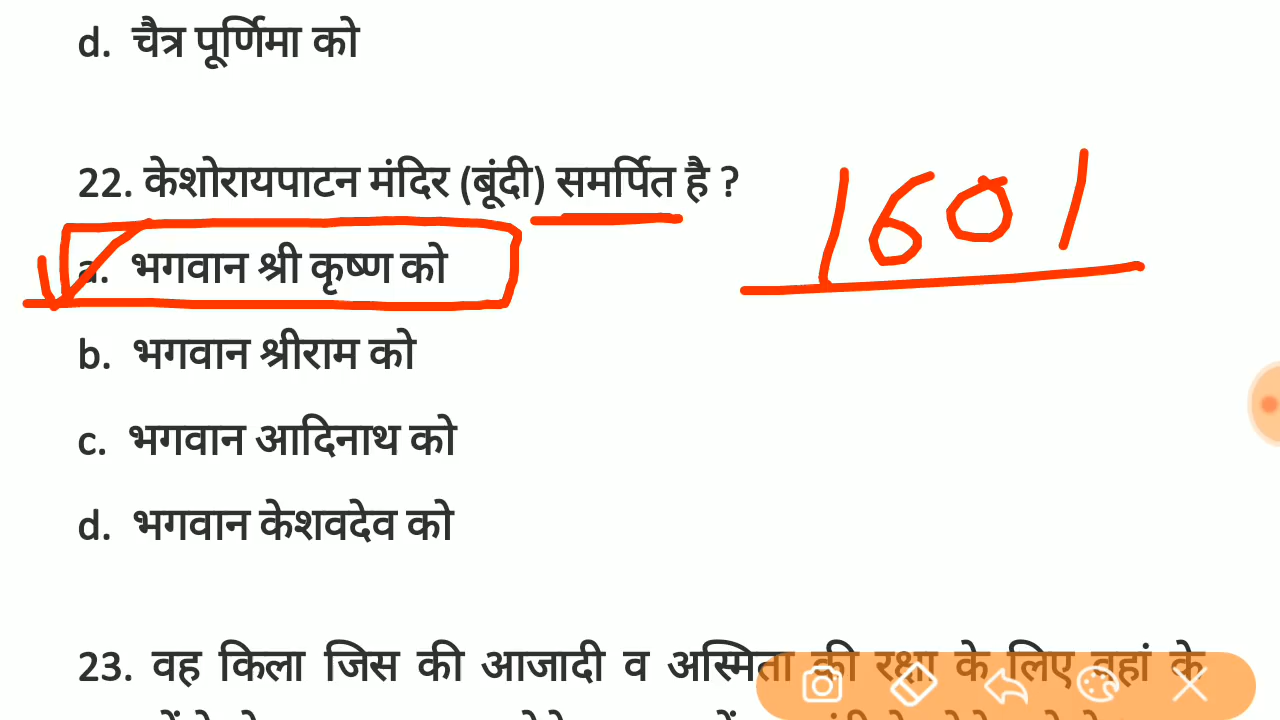 d. चैत्र पूर्णिमा को
22. केशोरायपाटन मंदिर (बूंदी) समर्पित है ?
1601
a. भगवान श्री कृष्ण को
b. भगवान श्रीराम को
c. भगवान आदिनाथ को
d. भगवान केशवदेव को
23. वह किला जिस की आजादी व अस्मिता की रक्षा के लिए वहां के